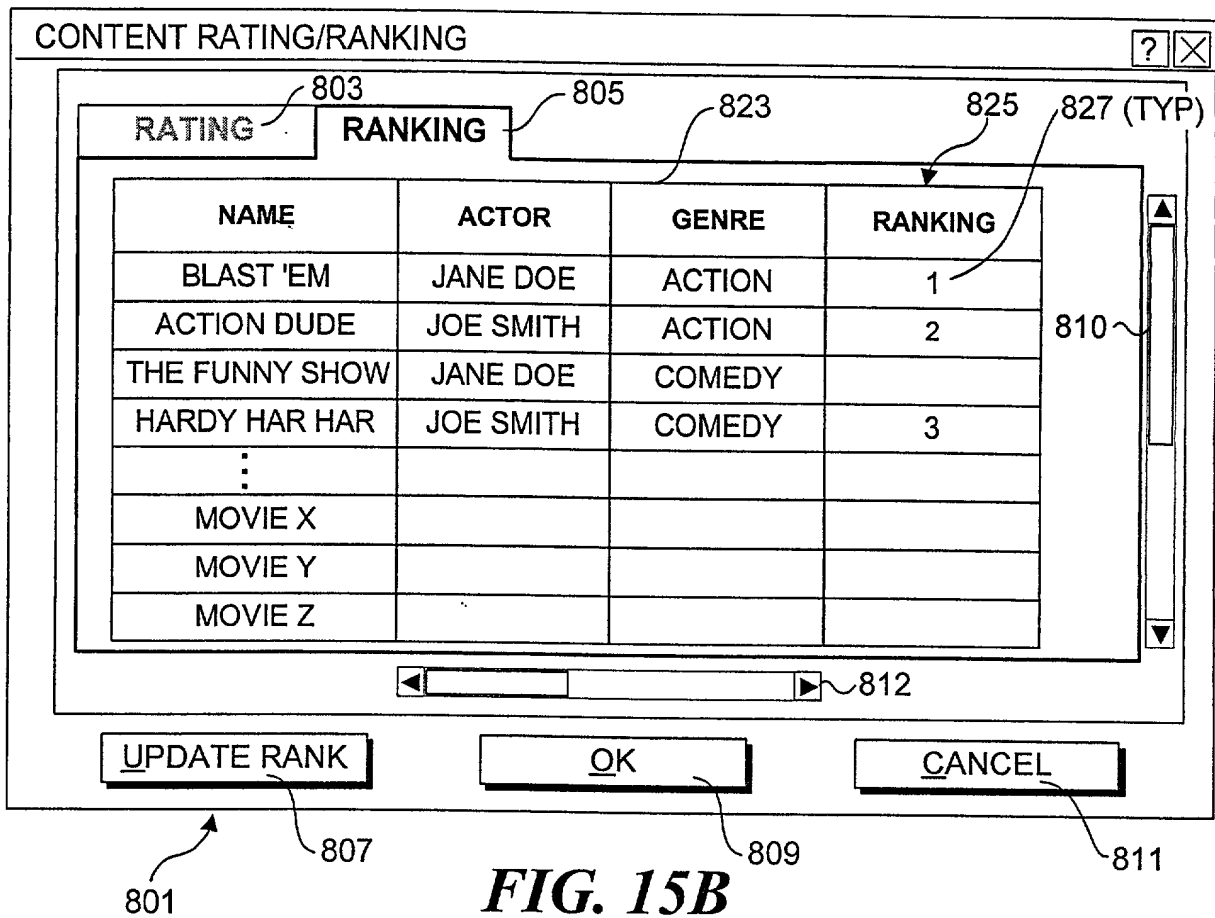 CONTENT RATING/RANKING ?
803 805 823 825 827 (TYP)
RATING RANKING
NAME ACTOR GENRE RANKING
BLAST 'EM JANE DOE ACTION 1
ACTION DUDE JOE SMITH ACTION 2
810
THE FUNNY SHOW JANE DOE COMEDY
HARDY HAR HAR JOE SMITH COMEDY 3
MOVIE X
MOVIE Y
MOVIE Z
812
UPDATE RANK OK CANCEL
807 809 811
801
FIG. 15B